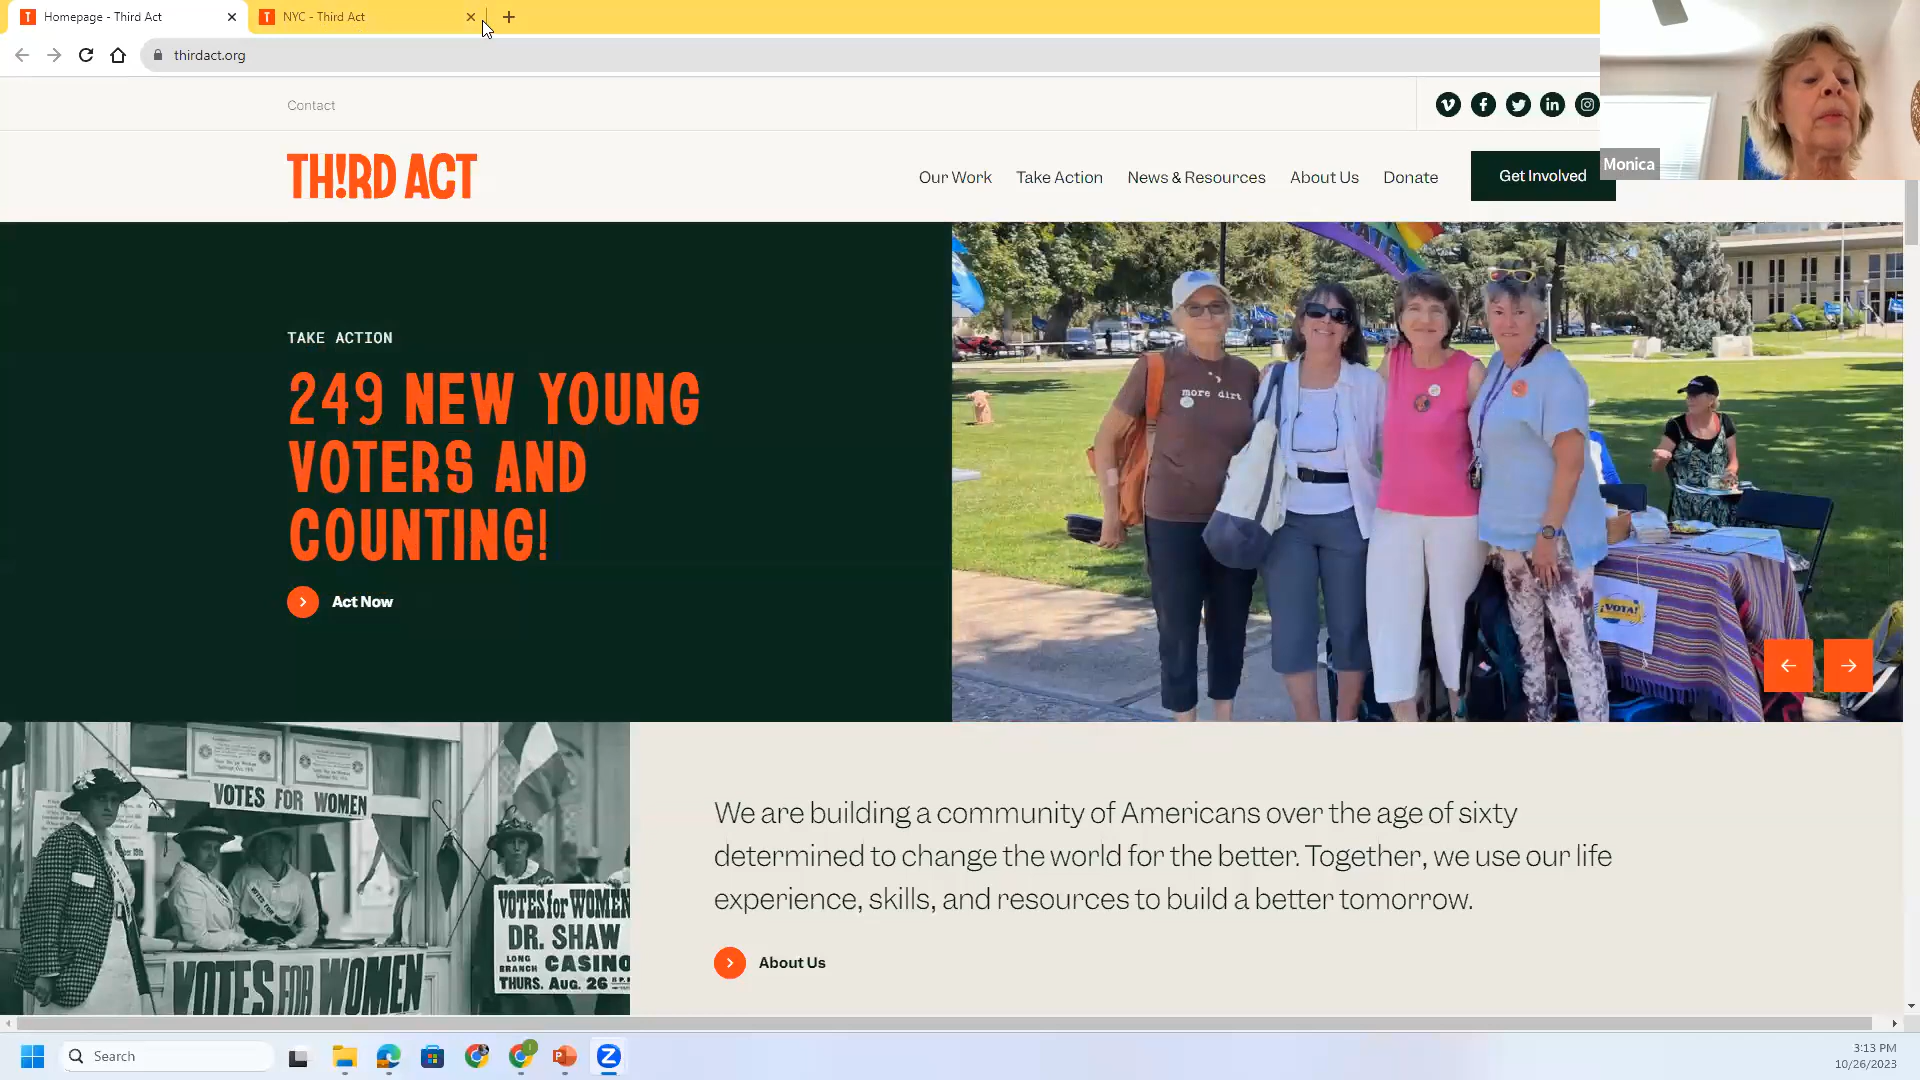 Homepage - Third Act
NYC - Third Act
thirdact.org
Contact
Monica
TH!RD ACT
Our Work
Take Action
News & Resources
About Us
Donate
Get Involved
TAKE ACTION
249 NEW YOUNG
VOTERS AND
COUNTING!
Act Now
more dirt
¡VOTA!
VOTES FOR WOMEN
VOTES for WOMEN
DR. SHAW
LONG
BRANCH CASINO
THURS. Aug. 26
VOTES FOR WOMEN
We are building a community of Americans over the age of sixty
determined to change the world for the better. Together, we use our life
experience, skills, and resources to build a better tomorrow.
About Us
Search
3:13 PM
10/26/2023